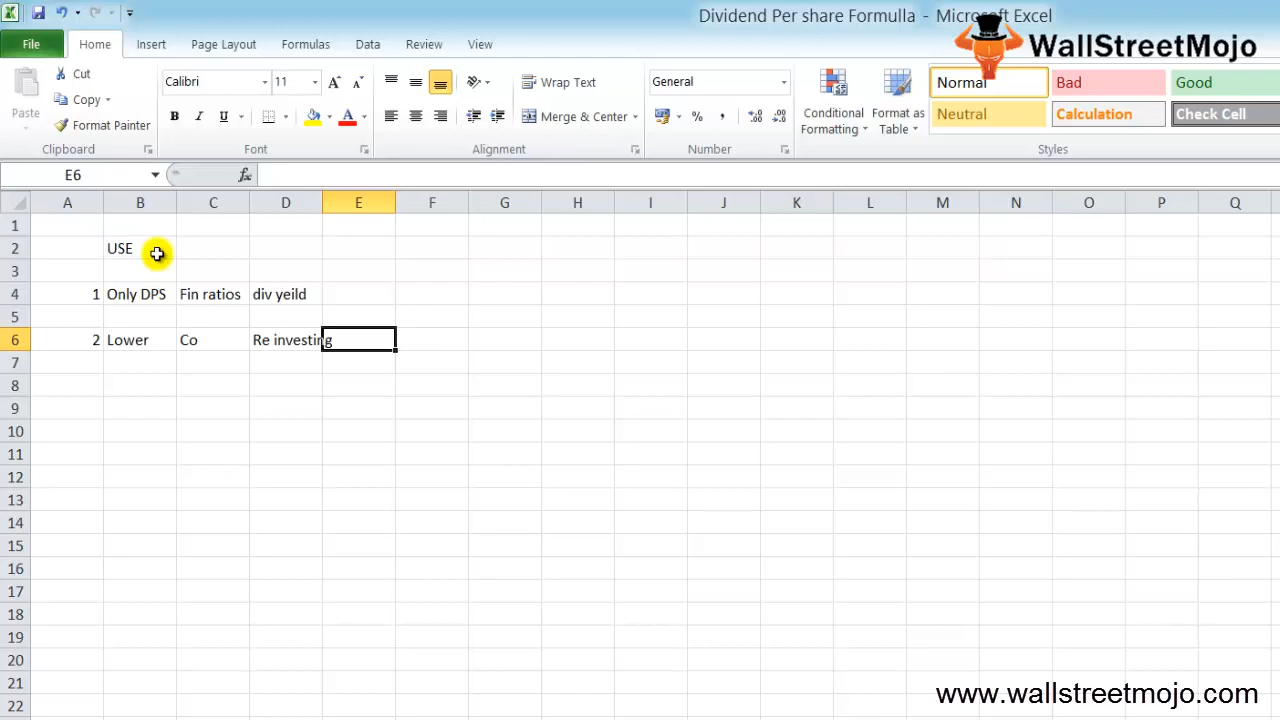 Dividend Per share Formulla - Microsoft Excel
WallStreetMojo
File Home Insert Page Layout Formulas Data Review View
Paste
Cut
Copy
Format Painter
Clipboard
Calibri 11
B I U
Font
Wrap Text
Merge & Center
Alignment
General
% ,
Number
Conditional Formatting
Format as Table
Normal Bad Good
Neutral Calculation Check Cell
Styles
E6 fx
A B C D E F G H I J K L M N O P Q
1
2 USE
3
4 1 Only DPS Fin ratios div yeild
5
6 2 Lower Co Re investing
7
8
9
10
11
12
13
14
15
16
17
18
19
20
21
22
www.wallstreetmojo.com